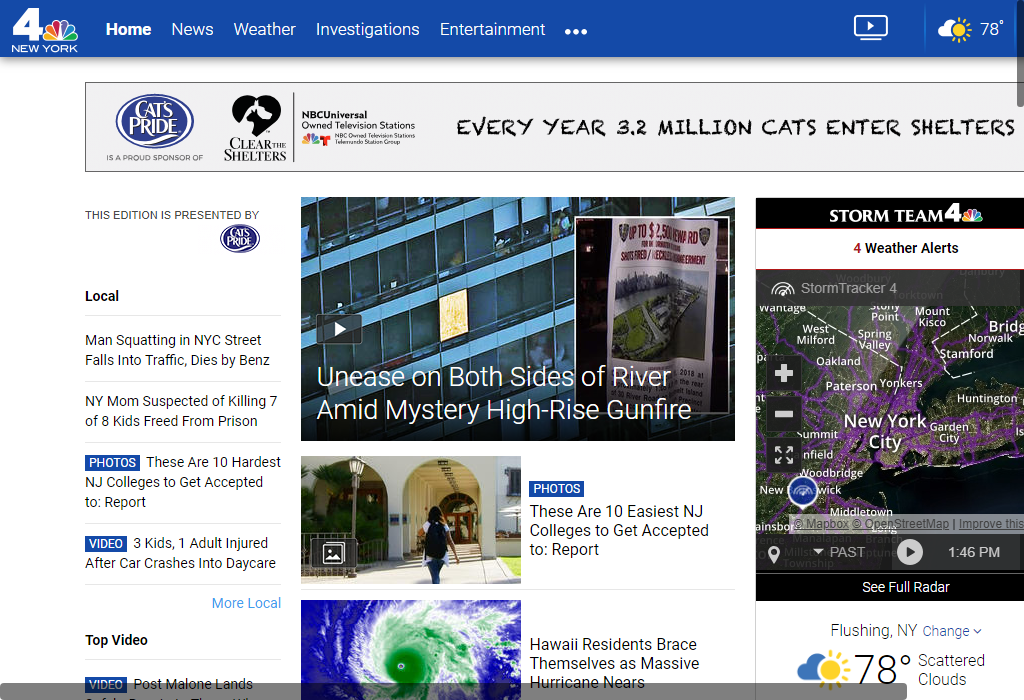 4
NEW YORK
Home
News
Weather
Investigations
Entertainment
78°
CAT'S
PRIDE
IS A PROUD SPONSOR OF
CLEAR THE
SHELTERS
NBCUniversal
Owned Television Stations
NBC Owned Television Stations
Telemundo Station Group
EVERY YEAR 3.2 MILLION CATS ENTER SHELTERS
THIS EDITION IS PRESENTED BY
CAT'S
PRIDE
Local
Man Squatting in NYC Street
Falls Into Traffic, Dies by Benz
NY Mom Suspected of Killing 7
of 8 Kids Freed From Prison
PHOTOS These Are 10 Hardest
NJ Colleges to Get Accepted
to: Report
VIDEO 3 Kids, 1 Adult Injured
After Car Crashes Into Daycare
More Local
Top Video
VIDEO Post Malone Lands
UP TO $2,500 REWARD
SHOTS FIRED / RECKLESS ENDANGERMENT
Unease on Both Sides of River
Amid Mystery High-Rise Gunfire
PHOTOS
These Are 10 Easiest NJ
Colleges to Get Accepted
to: Report
Hawaii Residents Brace
Themselves as Massive
Hurricane Nears
STORM TEAM 4
4 Weather Alerts
StormTracker 4
Woodbury
Danbury
Yorktown
Wantage
Stony
Point
Mount
Kisco
West
Milford
Spring
Valley
Bridg
Norwalk
Stamford
Oakland
Paterson
Yonkers
Huntington
New York
City
Garden
City
Summit
nfield
Woodbridge
New
wick
Middletown
ainsbo
© Mapbox © OpenStreetMap | Improve this
Manalapan
Township
PAST
1:46 PM
See Full Radar
Flushing, NY Change
78°
Scattered
Clouds